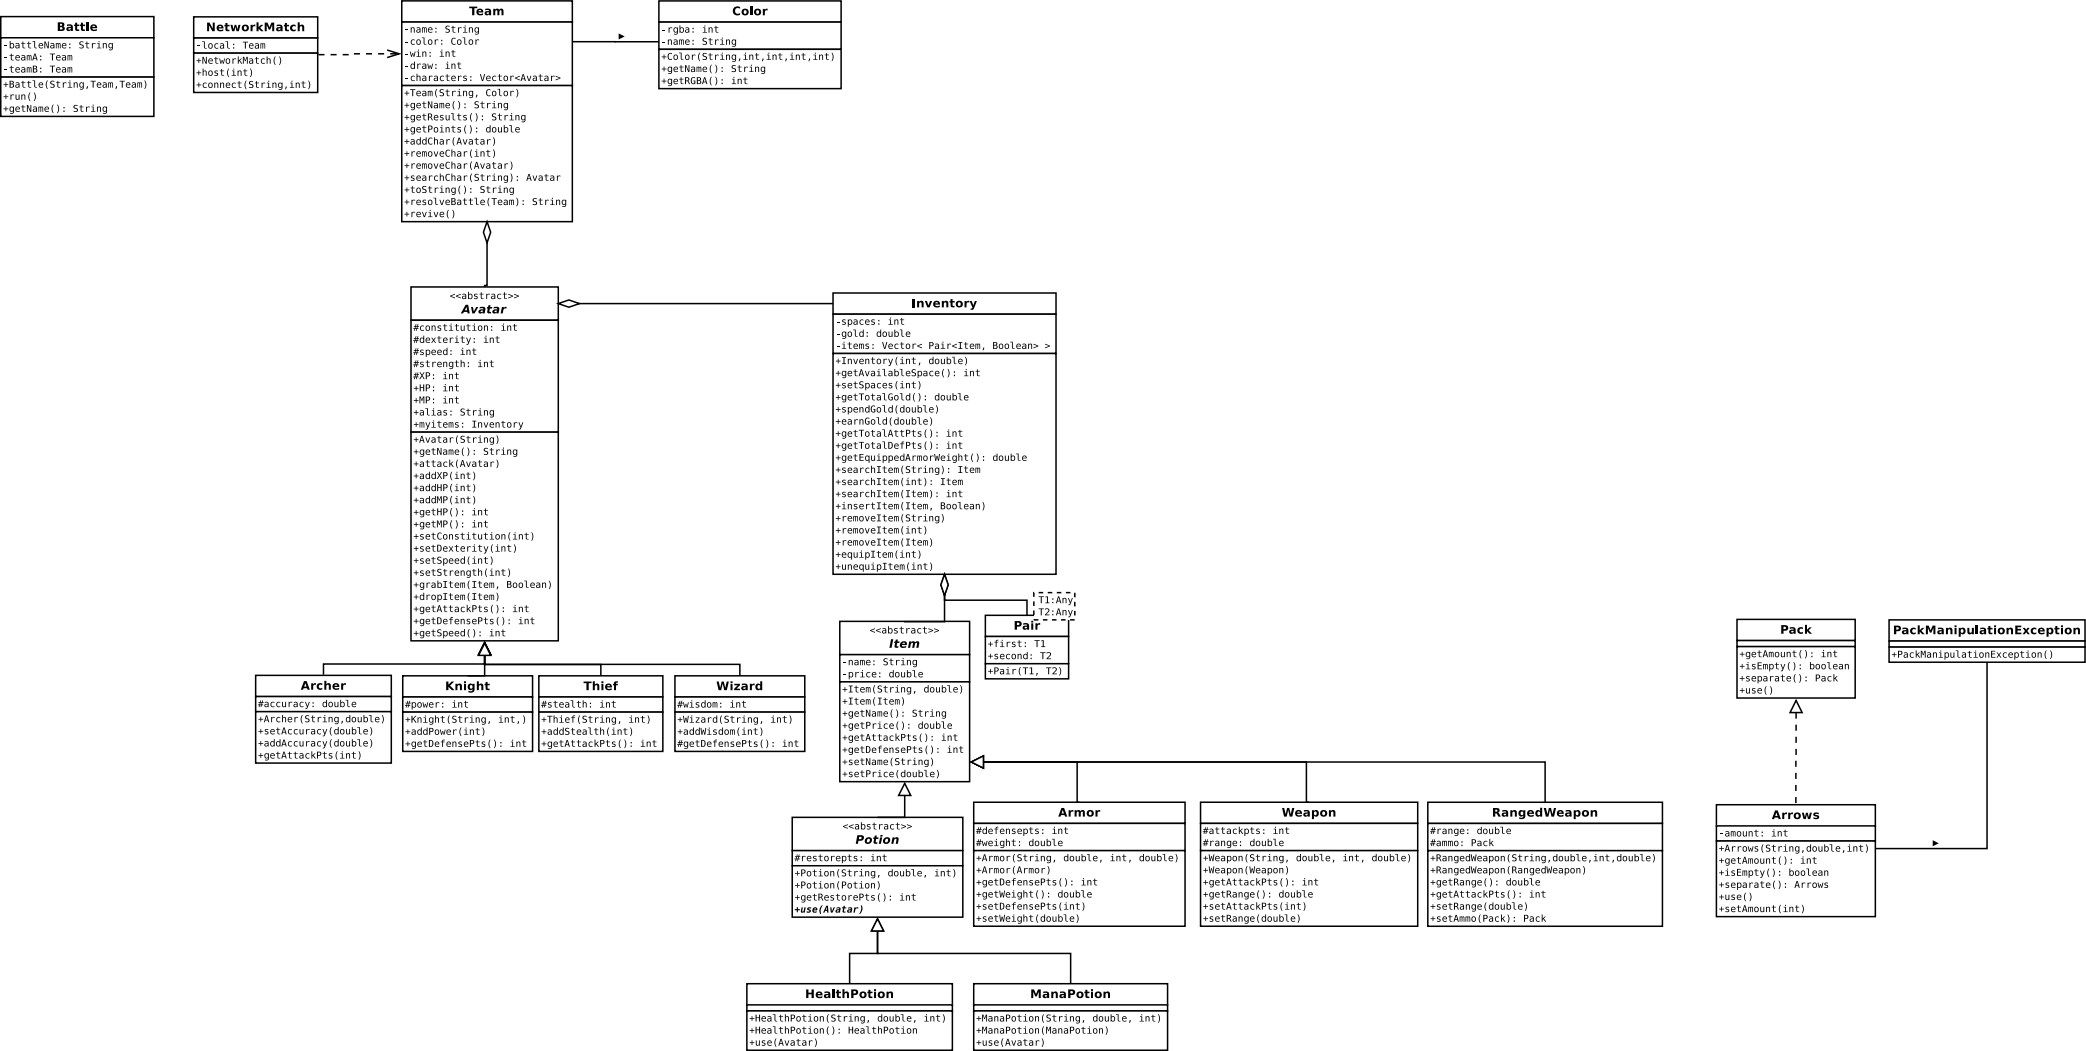 Battle
-battleName: String
-teamA: Team
-teamB: Team
+Battle(String,Team,Team)
+run()
+getName(): String
NetworkMatch
-local: Team
+NetworkMatch()
+host(int)
+connect(String,int)
Team
-name: String
-color: Color
-win: int
-draw: int
-characters: Vector<Avatar>
+Team(String, Color)
+getName(): String
+getResults(): String
+getPoints(): double
+addChar(Avatar)
+removeChar(int)
+removeChar(Avatar)
+searchChar(String): Avatar
+toString(): String
+resolveBattle(Team): String
+revive()
Color
-rgba: int
-name: String
+Color(String,int,int,int,int)
+getName(): String
+getRGBA(): int
<<abstract>>
Avatar
#constitution: int
#dexterity: int
#speed: int
#strength: int
#XP: int
+HP: int
+MP: int
+alias: String
+myitems: Inventory
+Avatar(String)
+getName(): String
+attack(Avatar)
+addXP(int)
+addHP(int)
+addMP(int)
+getHP(): int
+getMP(): int
+setConstitution(int)
+setDexterity(int)
+setSpeed(int)
+setStrength(int)
+grabItem(Item, Boolean)
+dropItem(Item)
+getAttackPts(): int
+getDefensePts(): int
+getSpeed(): int
Inventory
-spaces: int
-gold: double
-items: Vector< Pair<Item, Boolean> >
+Inventory(int, double)
+getAvailableSpace(): int
+setSpaces(int)
+getTotalGold(): double
+spendGold(double)
+earnGold(double)
+getTotalAttPts(): int
+getTotalDefPts(): int
+getEquippedArmorWeight(): double
+searchItem(String): Item
+searchItem(int): Item
+searchItem(Item): int
+insertItem(Item, Boolean)
+removeItem(String)
+removeItem(int)
+removeItem(Item)
+equipItem(int)
+unequipItem(int)
T1:Any
T2:Any
Pair
+first: T1
+second: T2
+Pair(T1, T2)
<<abstract>>
Item
-name: String
-price: double
+Item(String, double)
+Item(Item)
+getName(): String
+getPrice(): double
+getAttackPts(): int
+getDefensePts(): int
+setName(String)
+setPrice(double)
Pack
+getAmount(): int
+isEmpty(): boolean
+separate(): Pack
+use()
PackManipulationException
+PackManipulationException()
Archer
#accuracy: double
+Archer(String,double)
+setAccuracy(double)
+addAccuracy(double)
+getAttackPts(int)
Knight
#power: int
+Knight(String, int,)
+addPower(int)
+getDefensePts(): int
Thief
#stealth: int
+Thief(String, int)
+addStealth(int)
+getAttackPts(): int
Wizard
#wisdom: int
+Wizard(String, int)
+addWisdom(int)
#getDefensePts(): int
<<abstract>>
Potion
#restorepts: int
+Potion(String, double, int)
+Potion(Potion)
+getRestorePts(): int
+use(Avatar)
Armor
#defensepts: int
#weight: double
+Armor(String, double, int, double)
+Armor(Armor)
+getDefensePts(): int
+getWeight(): double
+setDefensePts(int)
+setWeight(double)
Weapon
#attackpts: int
#range: double
+Weapon(String, double, int, double)
+Weapon(Weapon)
+getAttackPts(): int
+getRange(): double
+setAttackPts(int)
+setRange(double)
RangedWeapon
#range: double
#ammo: Pack
+RangedWeapon(String,double,int,double)
+RangedWeapon(RangedWeapon)
+getRange(): double
+getAttackPts(): int
+setRange(double)
+setAmmo(Pack): Pack
Arrows
-amount: int
+Arrows(String,double,int)
+getAmount(): int
+isEmpty(): boolean
+separate(): Arrows
+use()
+setAmount(int)
HealthPotion
+HealthPotion(String, double, int)
+HealthPotion(): HealthPotion
+use(Avatar)
ManaPotion
+ManaPotion(String, double, int)
+ManaPotion(ManaPotion)
+use(Avatar)